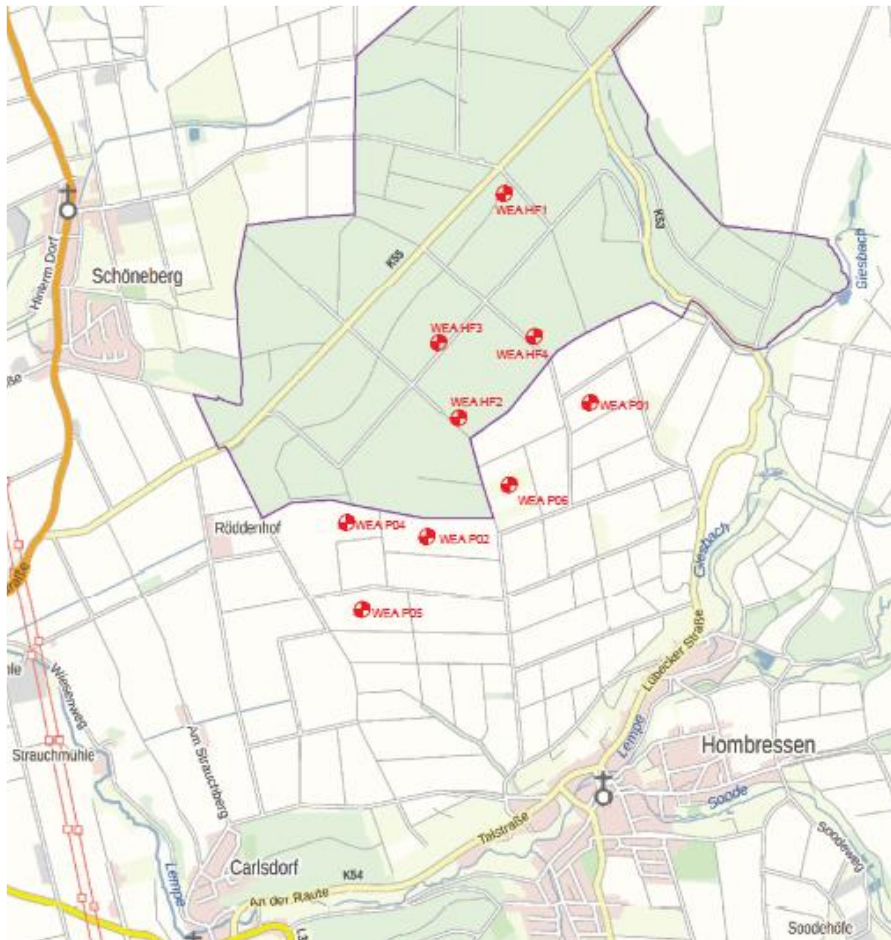 WEA HF1
K53
Giesbach
Hinterm Dorf
K55
Schöneberg
WEA HF3
WEA HF4
WEA P01
WEA HF2
WEA P06
Röddenhof
WEA P04
WEA P02
Giesbach
WEA P05
Lübecker Straße
Wiesenweg
Lempe
Hombressen
Strauchmühle
Am Strauchberg
Soode
Talstraße
Soodeweg
Carlsdorf
K54
Lempe
An der Raute
Soodehöfe